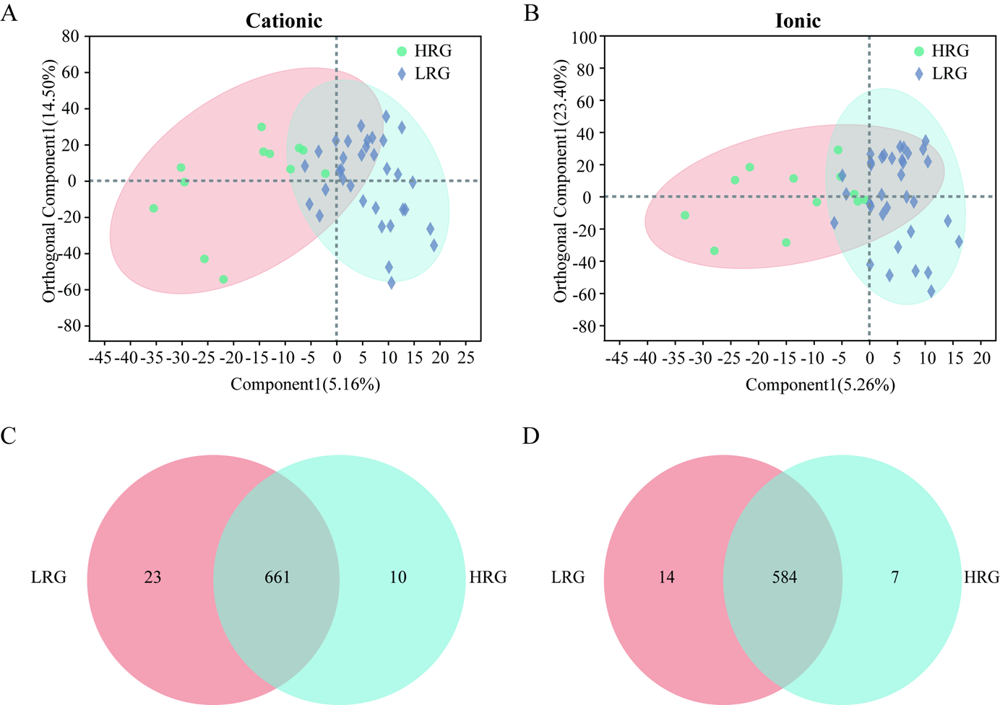 A
Cationic
80
60
40
20
0
-20
-40
-60
-80
Orthogonal Component1(14.50%)
HRG
LRG
-45 -40 -35 -30 -25 -20 -15 -10 -5 0 5 10 15 20 25
Component1(5.16%)
B
Ionic
100
80
60
40
20
0
-20
-40
-60
-80
Orthogonal Component1(23.40%)
HRG
LRG
-45 -40 -35 -30 -25 -20 -15 -10 -5 0 5 10 15 20
Component1(5.26%)
C
LRG
23
661
10
HRG
D
LRG
14
584
7
HRG